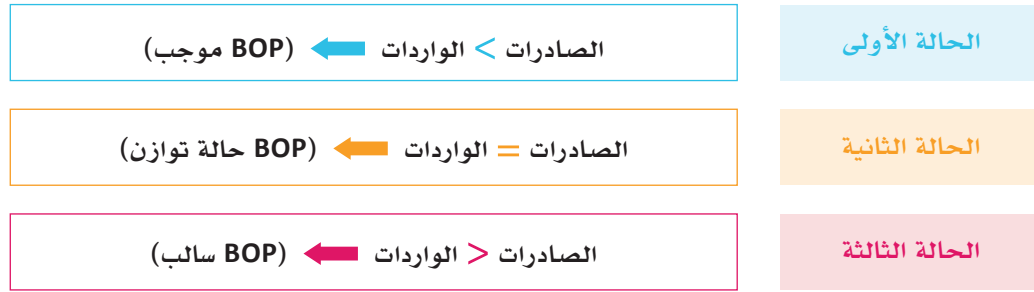 الحالة الأولى
الصادرات > الواردات ← (BOP موجب)
الحالة الثانية
الصادرات = الواردات ← (BOP حالة توازن)
الحالة الثالثة
الصادرات < الواردات ← (BOP سالب)